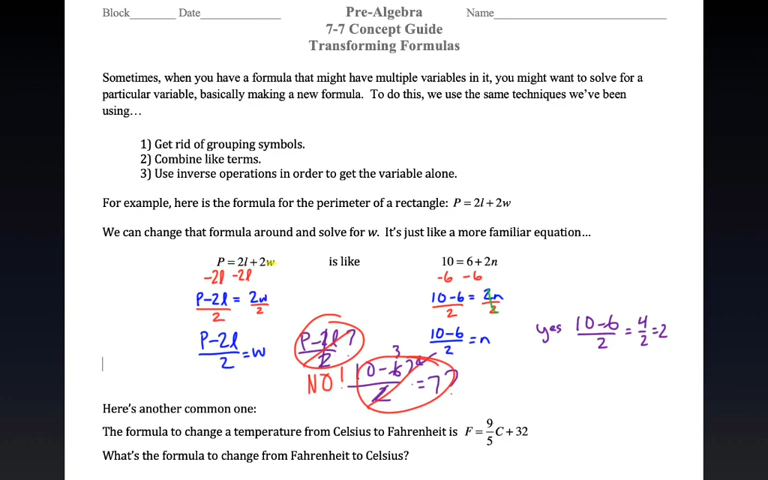 Block______ Date____________ Pre-Algebra Name______________________________
7-7 Concept Guide
Transforming Formulas
Sometimes, when you have a formula that might have multiple variables in it, you might want to solve for a
particular variable, basically making a new formula. To do this, we use the same techniques we've been
using…
1) Get rid of grouping symbols.
2) Combine like terms.
3) Use inverse operations in order to get the variable alone.
For example, here is the formula for the perimeter of a rectangle: P = 2l + 2w
We can change that formula around and solve for w. It's just like a more familiar equation…
P = 2l + 2w is like 10 = 6 + 2n
-2l -2l -6 -6
P-2l = 2w 10-6 = 2n
2 2 2 2
P-2l/2 = w P-2l/2 ? 10-6/2 = n yes 10-6/2 = 4/2 = 2
NO! 10-6/2 = 7?
Here's another common one:
The formula to change a temperature from Celsius to Fahrenheit is F = 9/5 C + 32
What's the formula to change from Fahrenheit to Celsius?